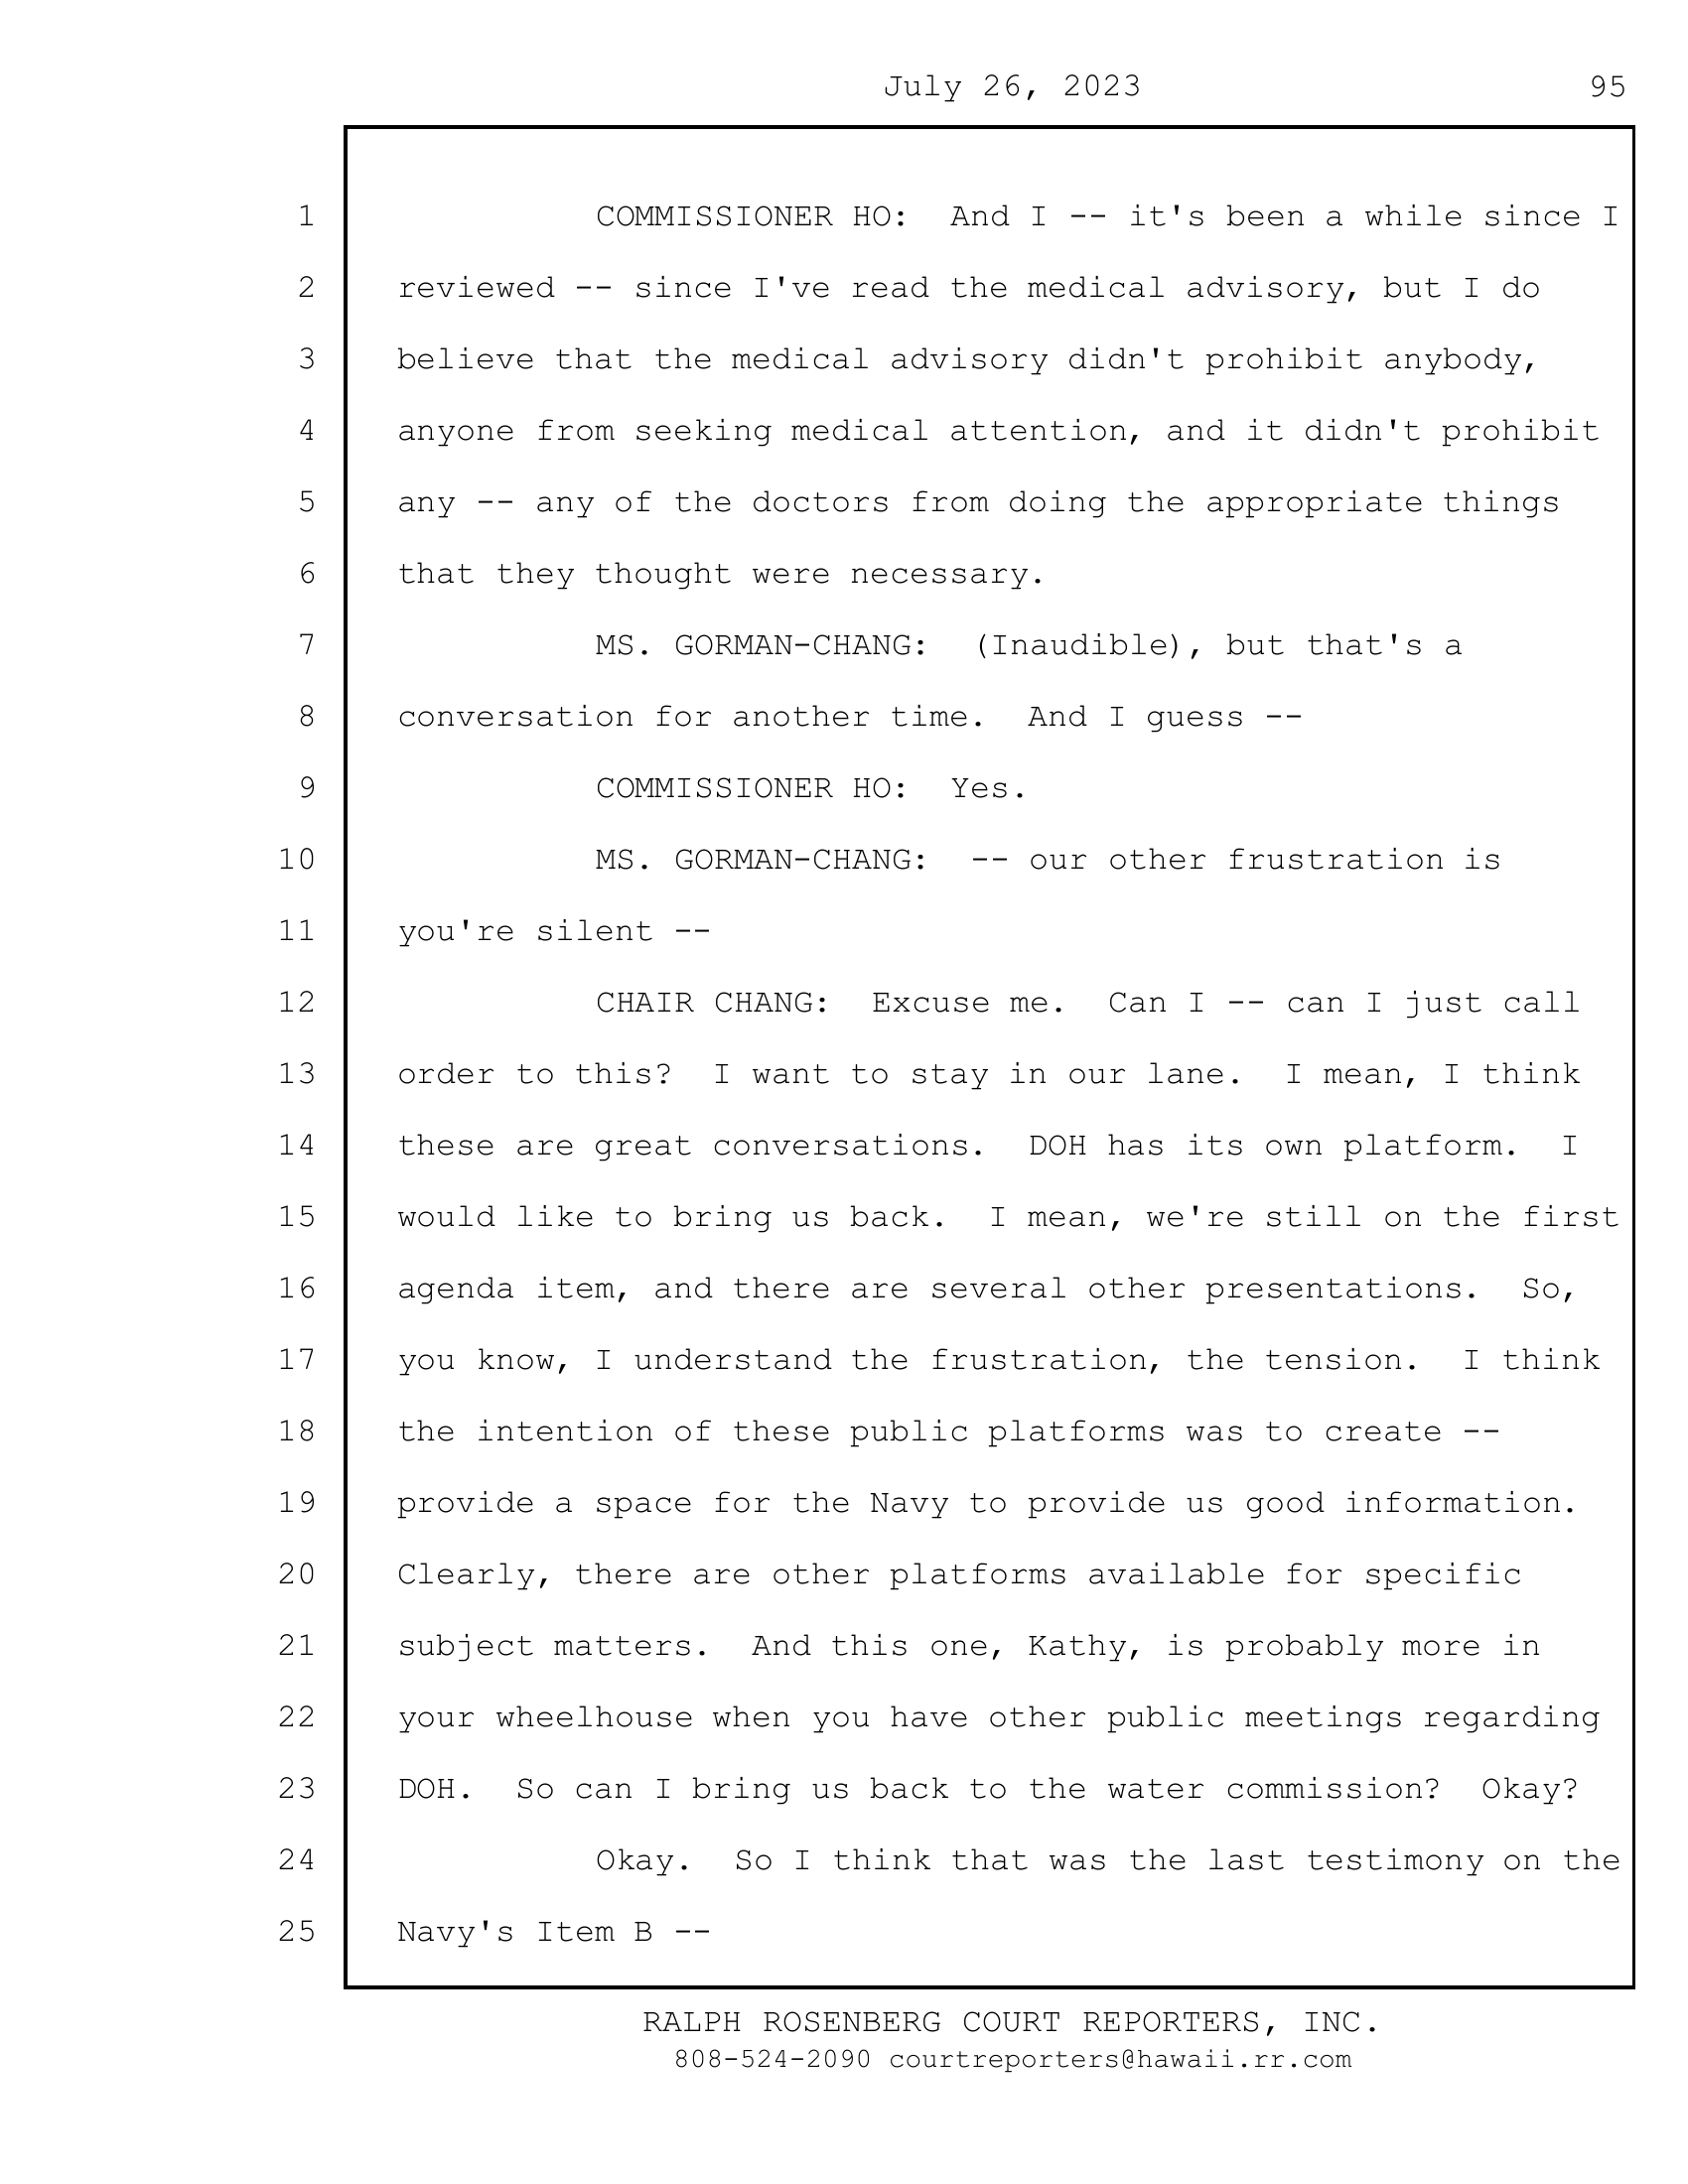 July 26, 2023 95
1 COMMISSIONER HO:  And I -- it's been a while since I
2 reviewed -- since I've read the medical advisory, but I do
3 believe that the medical advisory didn't prohibit anybody,
4 anyone from seeking medical attention, and it didn't prohibit
5 any -- any of the doctors from doing the appropriate things
6 that they thought were necessary.
7 MS. GORMAN-CHANG:  (Inaudible), but that's a
8 conversation for another time.  And I guess --
9 COMMISSIONER HO:  Yes.
10 MS. GORMAN-CHANG:  -- our other frustration is
11 you're silent --
12 CHAIR CHANG:  Excuse me.  Can I -- can I just call
13 order to this?  I want to stay in our lane.  I mean, I think
14 these are great conversations.  DOH has its own platform.  I
15 would like to bring us back.  I mean, we're still on the first
16 agenda item, and there are several other presentations.  So,
17 you know, I understand the frustration, the tension.  I think
18 the intention of these public platforms was to create --
19 provide a space for the Navy to provide us good information.
20 Clearly, there are other platforms available for specific
21 subject matters.  And this one, Kathy, is probably more in
22 your wheelhouse when you have other public meetings regarding
23 DOH.  So can I bring us back to the water commission?  Okay?
24 Okay.  So I think that was the last testimony on the
25 Navy's Item B --
RALPH ROSENBERG COURT REPORTERS, INC.
808-524-2090 courtreporters@hawaii.rr.com